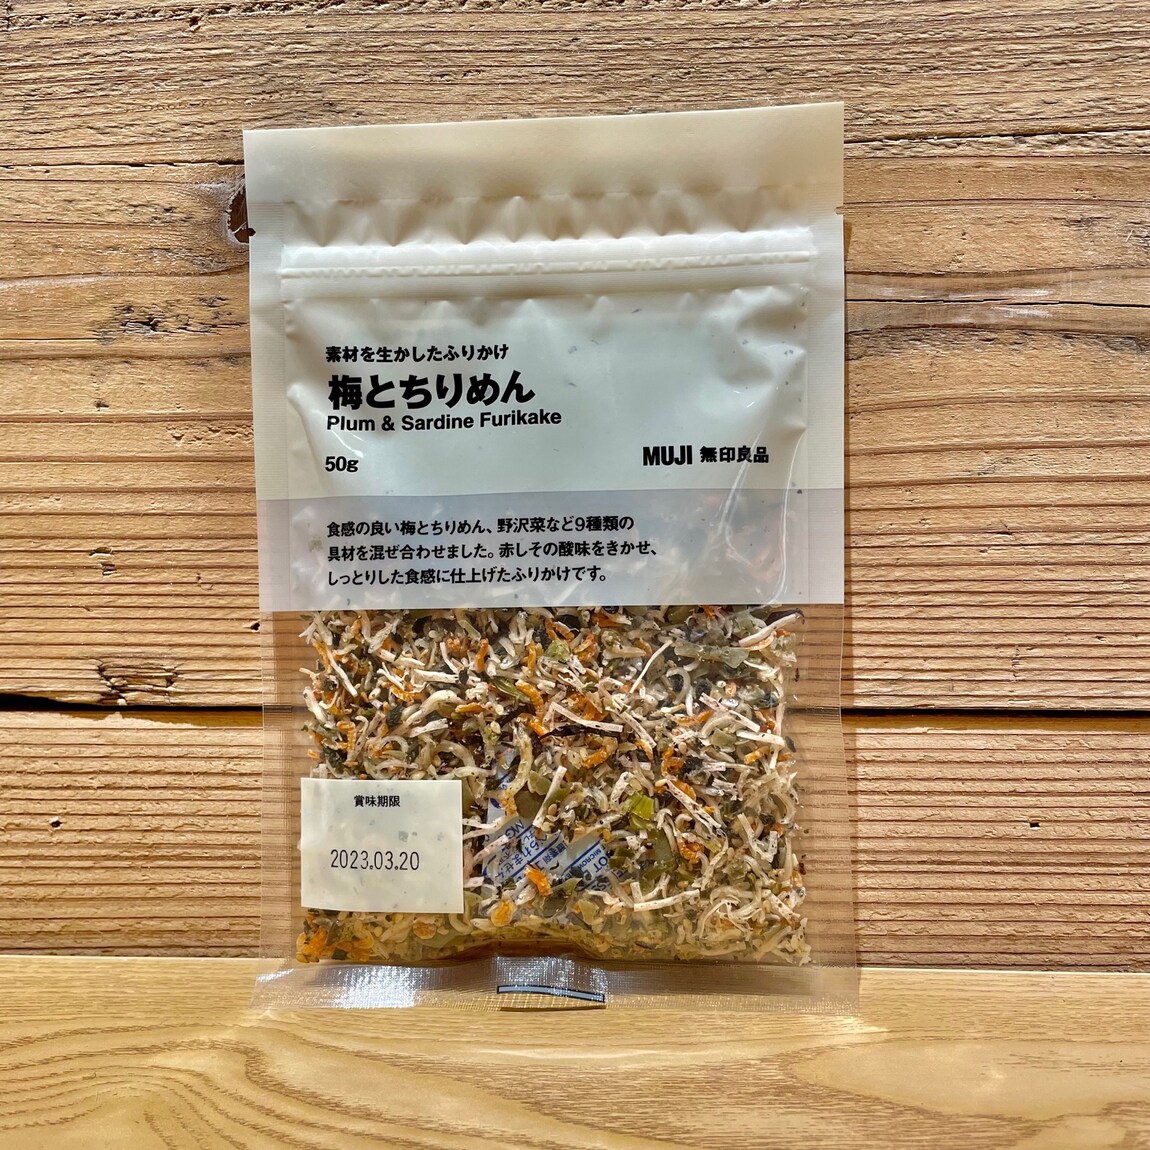 素材を生かしたふりかけ
梅とちりめん
Plum & Sardine Furikake
50g
MUJI 無印良品
食感の良い梅とちりめん、野沢菜など9種類の
具材を混ぜ合わせました。赤しその酸味をきかせ、
しっとりした食感に仕上げたふりかけです。
賞味期限
2023.03.20